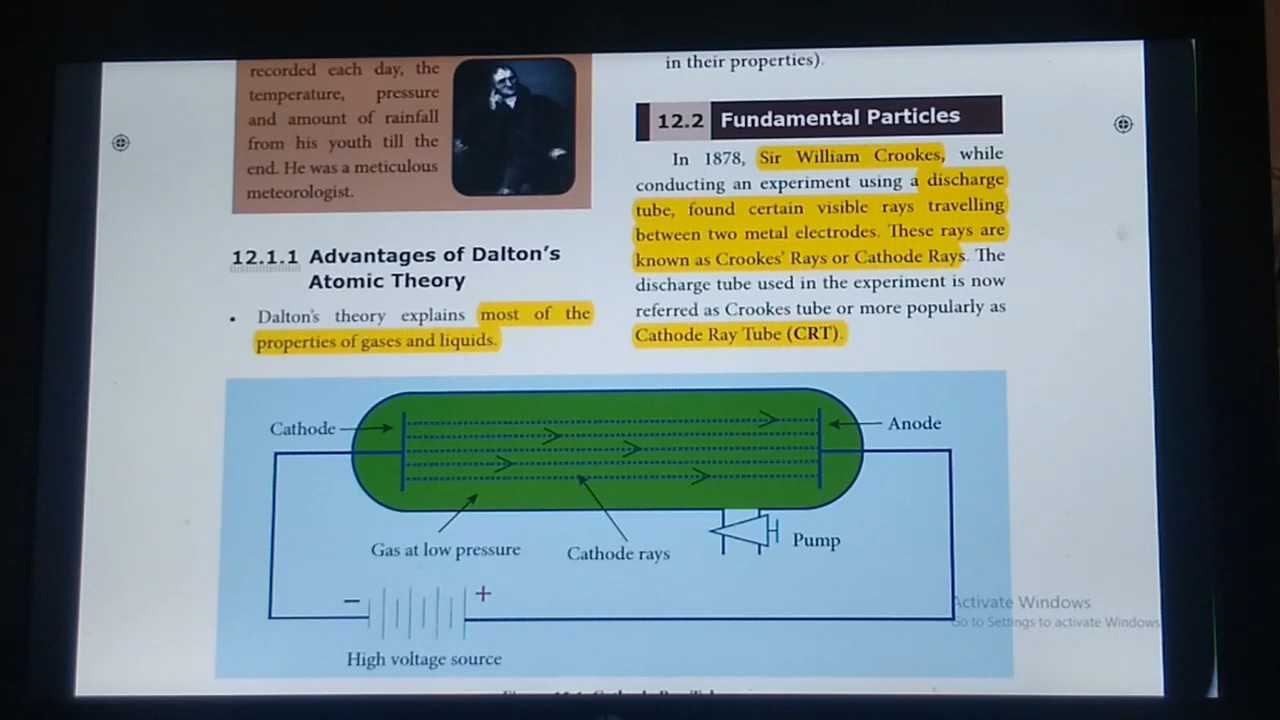 recorded each day, the
temperature, pressure
and amount of rainfall
from his youth till the
end. He was a meticulous
meteorologist.
12.1.1 Advantages of Dalton's
Atomic Theory
• Dalton's theory explains most of the
properties of gases and liquids.
in their properties).
12.2 Fundamental Particles
In 1878, Sir William Crookes, while
conducting an experiment using a discharge
tube, found certain visible rays travelling
between two metal electrodes. These rays are
known as Crookes' Rays or Cathode Rays. The
discharge tube used in the experiment is now
referred as Crookes tube or more popularly as
Cathode Ray Tube (CRT).
Cathode
Anode
Gas at low pressure
Cathode rays
Pump
− +
High voltage source
Activate Windows
Go to Settings to activate Windows